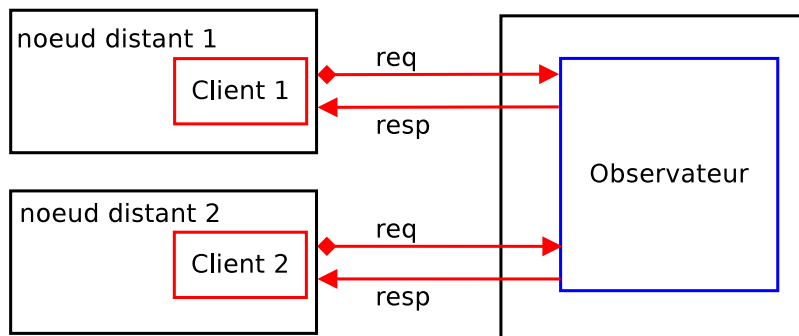 noeud distant 1
Client 1
req
resp
Observateur
noeud distant 2
Client 2
req
resp